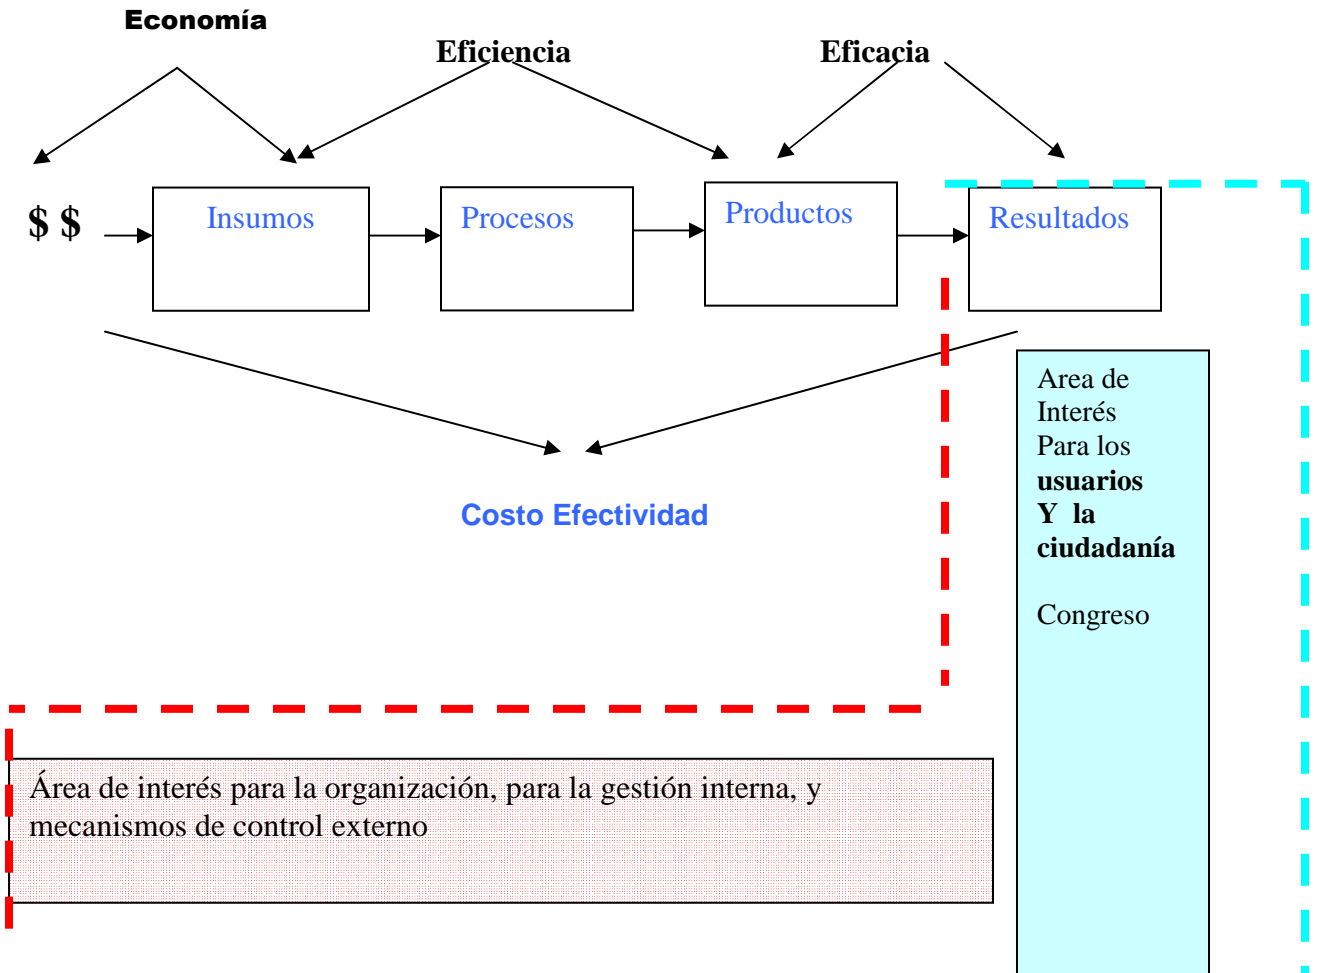 Economía
Eficiencia
Eficacia
$ $
Insumos
Procesos
Productos
Resultados
Costo Efectividad
Area de
Interés
Para los
usuarios
Y la
ciudadanía
Congreso
Área de interés para la organización, para la gestión interna, y
mecanismos de control externo